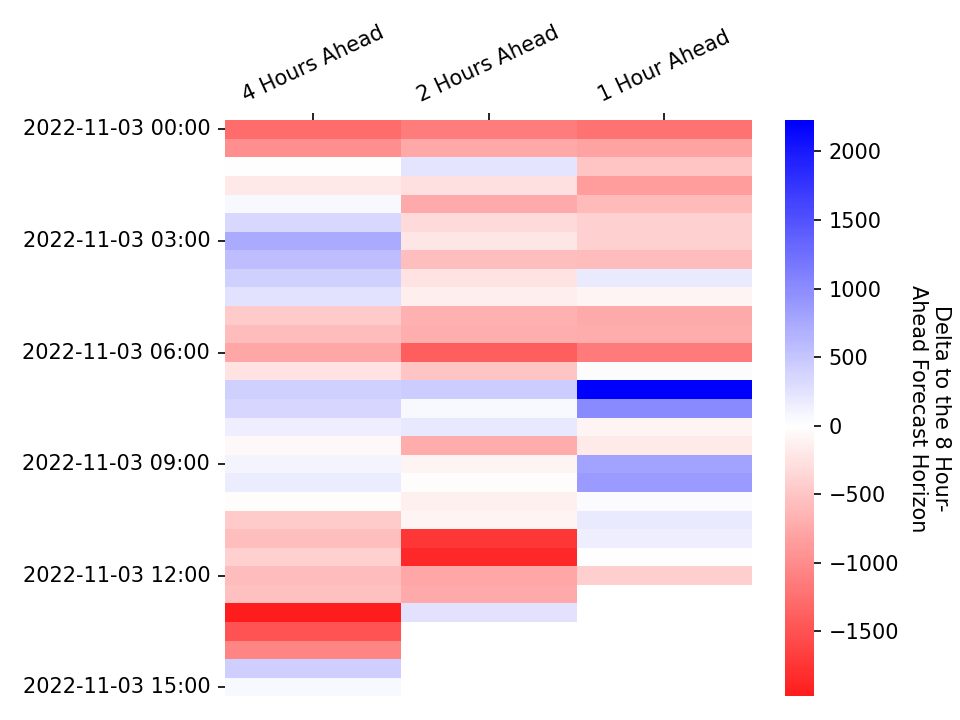 4 Hours Ahead
2 Hours Ahead
1 Hour Ahead
2022-11-03 00:00
2022-11-03 03:00
2022-11-03 06:00
2022-11-03 09:00
2022-11-03 12:00
2022-11-03 15:00
2000
1500
1000
500
0
−500
−1000
−1500
Delta to the 8 Hour-
Ahead Forecast Horizon